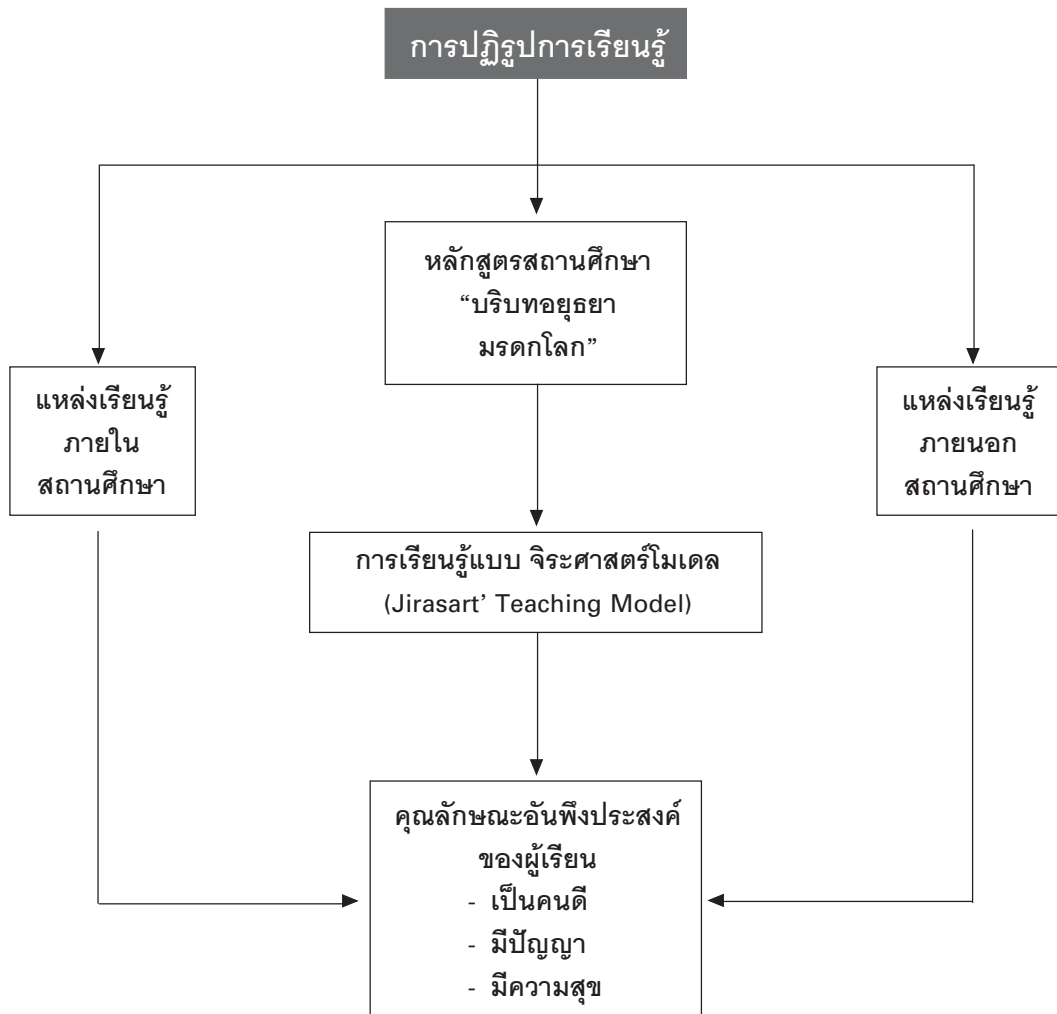 การปฏิรูปการเรียนรู้
หลักสูตรสถานศึกษา
“บริบทอยุธยา
มรดกโลก”
แหล่งเรียนรู้
ภายใน
สถานศึกษา
แหล่งเรียนรู้
ภายนอก
สถานศึกษา
การเรียนรู้แบบ จิระศาสตร์โมเดล
(Jirasart’ Teaching Model)
คุณลักษณะอันพึงประสงค์
ของผู้เรียน
- เป็นคนดี
- มีปัญญา
- มีความสุข